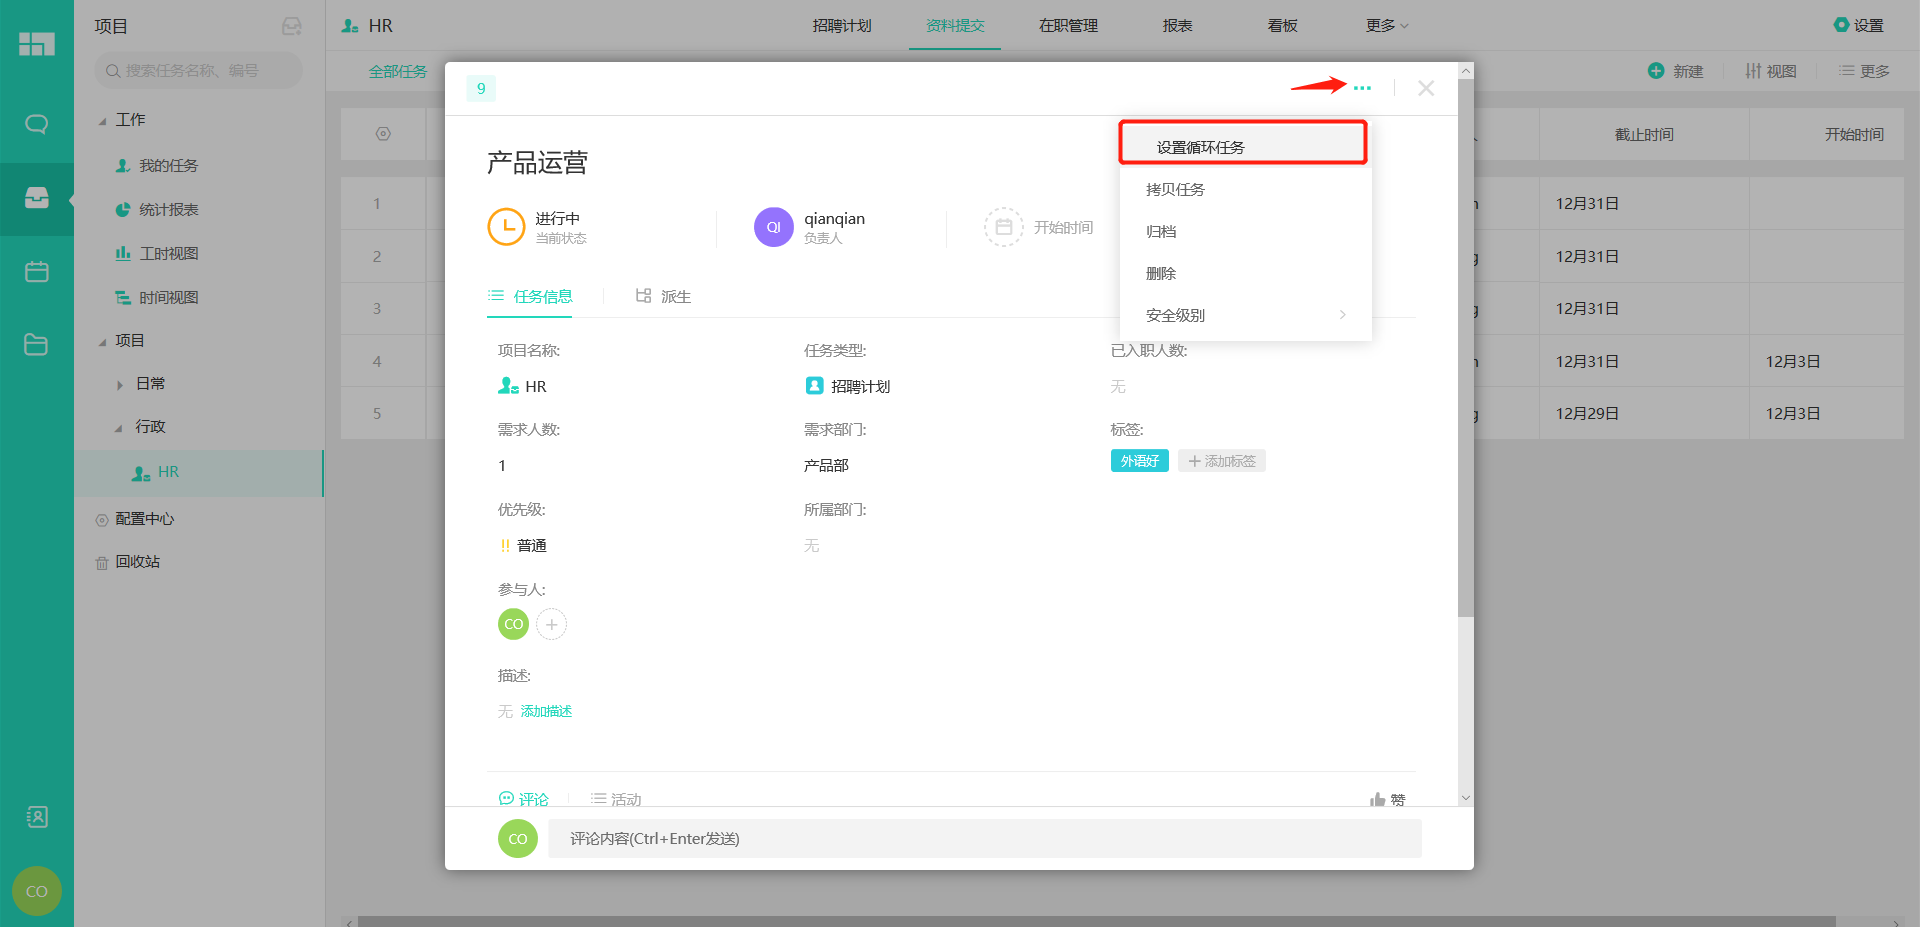 项目
搜索任务名称、编号
工作
我的任务
统计报表
工时视图
时间视图
项目
日常
行政
HR
配置中心
回收站
CO
HR
招聘计划
资料提交
在职管理
报表
看板
更多
设置
全部任务
新建
视图
更多
截止时间
开始时间
1
12月31日
2
12月31日
3
12月31日
4
12月31日
12月3日
5
12月29日
12月3日
9
设置循环任务
拷贝任务
归档
删除
安全级别
产品运营
进行中
当前状态
QI
qianqian
负责人
开始时间
任务信息
派生
项目名称:
HR
任务类型:
招聘计划
已入职人数:
无
需求人数:
1
需求部门:
产品部
标签:
外语好
添加标签
优先级:
!! 普通
所属部门:
无
参与人:
CO
描述:
无 添加描述
评论
活动
赞
CO
评论内容(Ctrl+Enter发送)